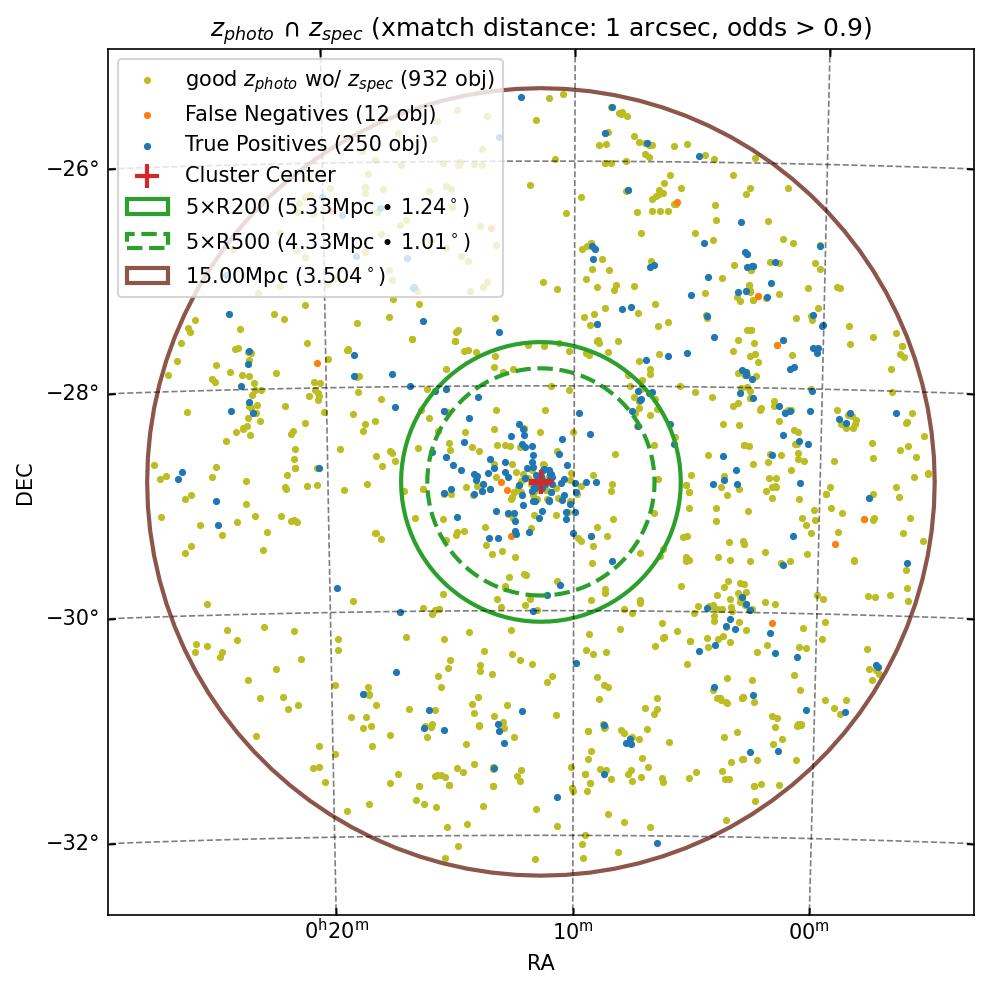 z_photo ∩ z_spec (xmatch distance: 1 arcsec, odds > 0.9)
good z_photo wo/ z_spec (932 obj)
False Negatives (12 obj)
True Positives (250 obj)
Cluster Center
5×R200 (5.33Mpc • 1.24°)
5×R500 (4.33Mpc • 1.01°)
15.00Mpc (3.504°)
−26°
−28°
−30°
−32°
DEC
0ʰ20ᵐ 10ᵐ 00ᵐ
RA